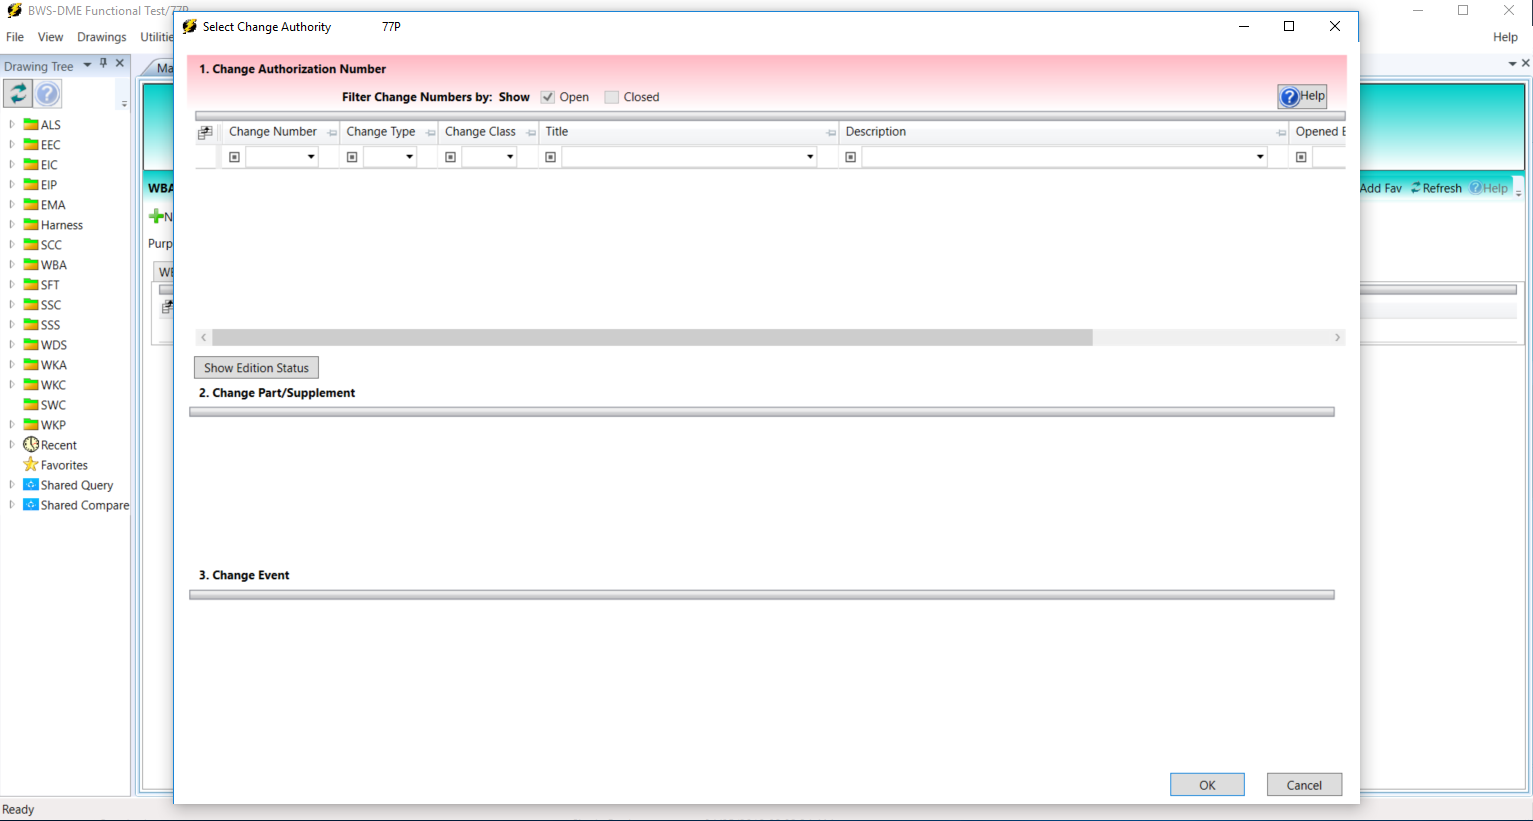 BWS-DME Functional Test/77P
File View Drawings Utilitie
Help
Select Change Authority 77P
Drawing Tree
Ma
ALS
EEC
EIC
EIP
EMA
Harness
SCC
WBA
SFT
SSC
SSS
WDS
WKA
WKC
SWC
WKP
Recent
Favorites
Shared Query
Shared Compare
WBA
N
Purp
WB
Add Fav Refresh Help
1. Change Authorization Number
Filter Change Numbers by: Show Open Closed
Help
Change Number Change Type Change Class Title Description Opened
Show Edition Status
2. Change Part/Supplement
3. Change Event
OK Cancel
Ready